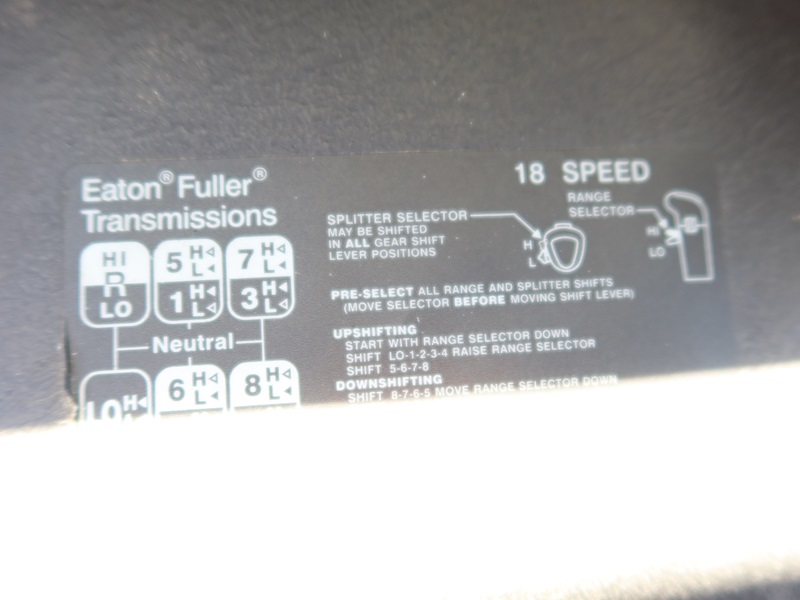 Eaton® Fuller®
Transmissions
18 SPEED
RANGE
SELECTOR
HI
LO
SPLITTER SELECTOR
MAY BE SHIFTED
IN ALL GEAR SHIFT
LEVER POSITIONS
H
L
HI
R
LO
5 H L
1 H L
7 H L
3 H L
Neutral
LO H
6 H L
8 H L
PRE-SELECT ALL RANGE AND SPLITTER SHIFTS
(MOVE SELECTOR BEFORE MOVING SHIFT LEVER)
UPSHIFTING
START WITH RANGE SELECTOR DOWN
SHIFT LO-1-2-3-4 RAISE RANGE SELECTOR
SHIFT 5-6-7-8
DOWNSHIFTING
SHIFT 8-7-6-5 MOVE RANGE SELECTOR DOWN